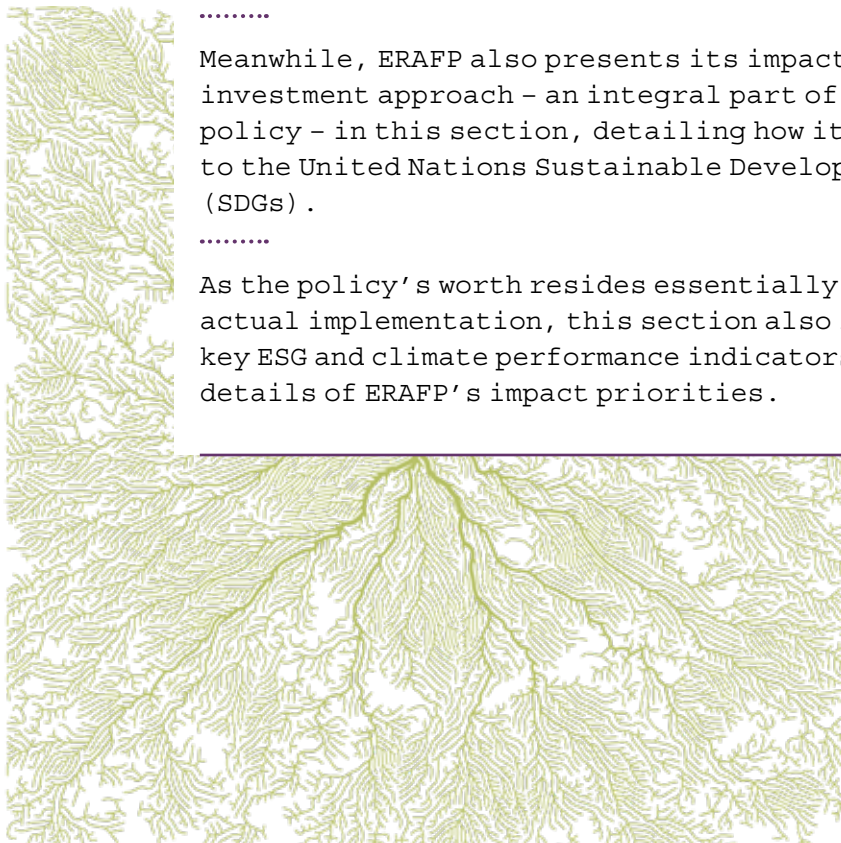 Meanwhile, ERAFP also presents its impact
investment approach – an integral part of
policy – in this section, detailing how it
to the United Nations Sustainable Develop
(SDGs).
As the policy’s worth resides essentially
actual implementation, this section also
key ESG and climate performance indicators
details of ERAFP’s impact priorities.